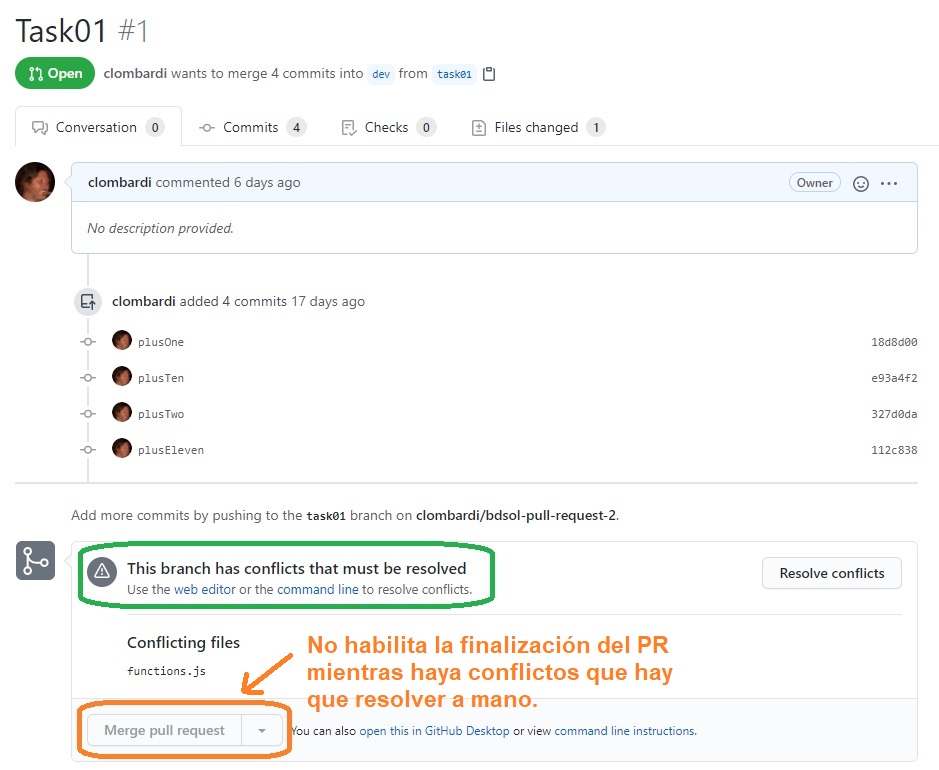 Task01 #1
Open clombardi wants to merge 4 commits into dev from task01
Conversation 0 Commits 4 Checks 0 Files changed 1
clombardi commented 6 days ago Owner
No description provided.
clombardi added 4 commits 17 days ago
plusOne 18d8d00
plusTen e93a4f2
plusTwo 327d0da
plusEleven 112c838
Add more commits by pushing to the task01 branch on clombardi/bdsol-pull-request-2.
This branch has conflicts that must be resolved
Use the web editor or the command line to resolve conflicts.
Resolve conflicts
Conflicting files
functions.js
No habilita la finalización del PR
mientras haya conflictos que hay
que resolver a mano.
Merge pull request You can also open this in GitHub Desktop or view command line instructions.